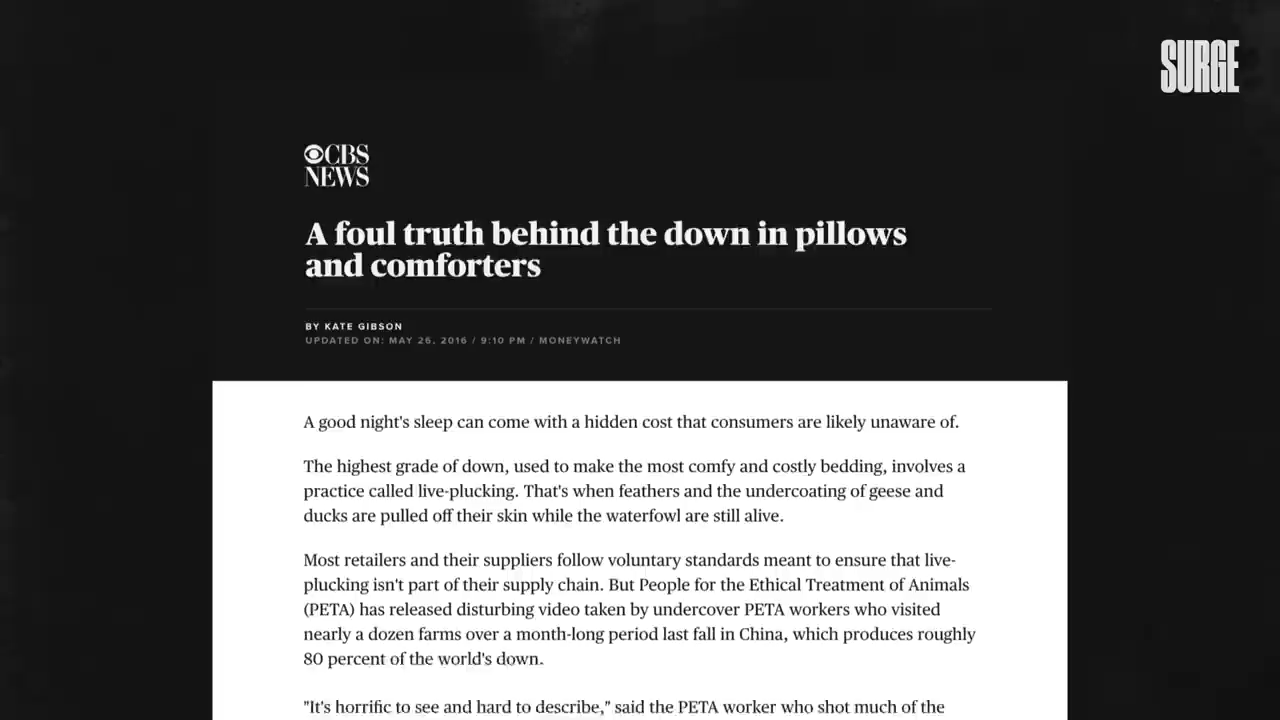 SURGE
CBS
NEWS
A foul truth behind the down in pillows
and comforters
BY KATE GIBSON
UPDATED ON: MAY 26, 2016 / 9:10 PM / MONEYWATCH
A good night's sleep can come with a hidden cost that consumers are likely unaware of.
The highest grade of down, used to make the most comfy and costly bedding, involves a
practice called live-plucking. That's when feathers and the undercoating of geese and
ducks are pulled off their skin while the waterfowl are still alive.
Most retailers and their suppliers follow voluntary standards meant to ensure that live-
plucking isn't part of their supply chain. But People for the Ethical Treatment of Animals
(PETA) has released disturbing video taken by undercover PETA workers who visited
nearly a dozen farms over a month-long period last fall in China, which produces roughly
80 percent of the world's down.
"It's horrific to see and hard to describe," said the PETA worker who shot much of the